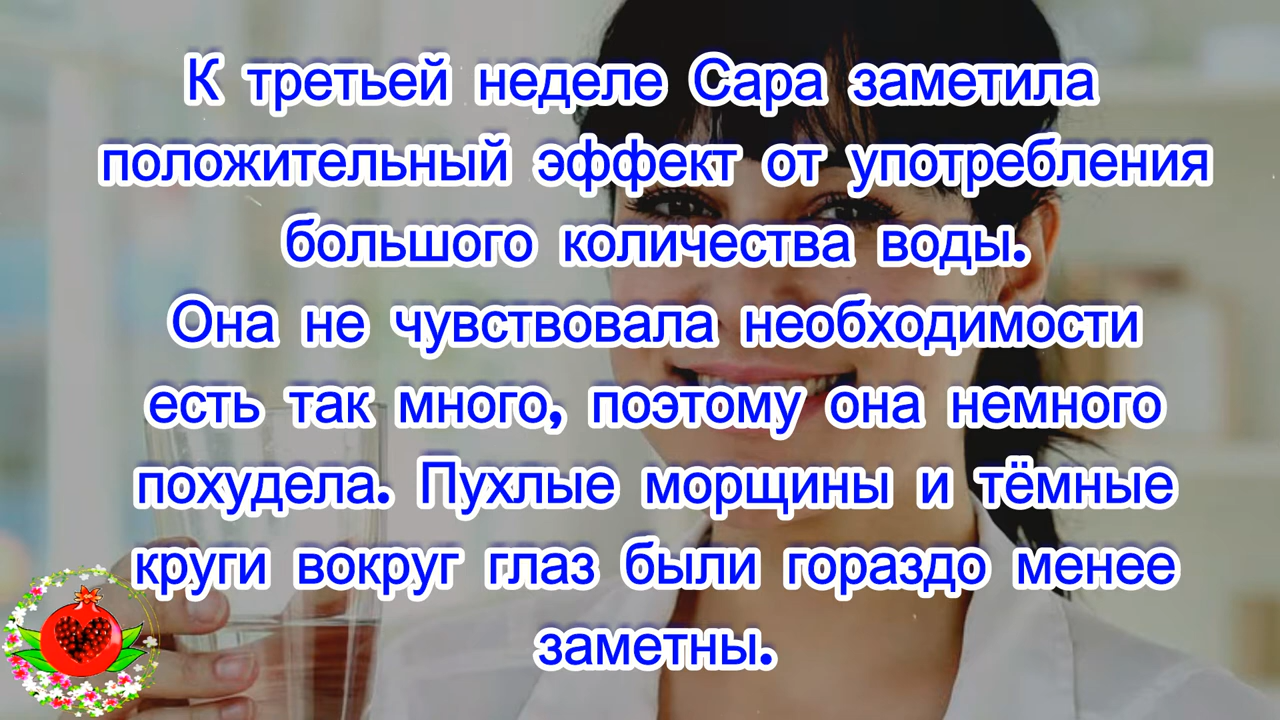 К третьей неделе Сара заметила
положительный эффект от употребления
большого количества воды.
Она не чувствовала необходимости
есть так много, поэтому она немного
похудела. Пухлые морщины и тёмные
круги вокруг глаз были гораздо менее
заметны.